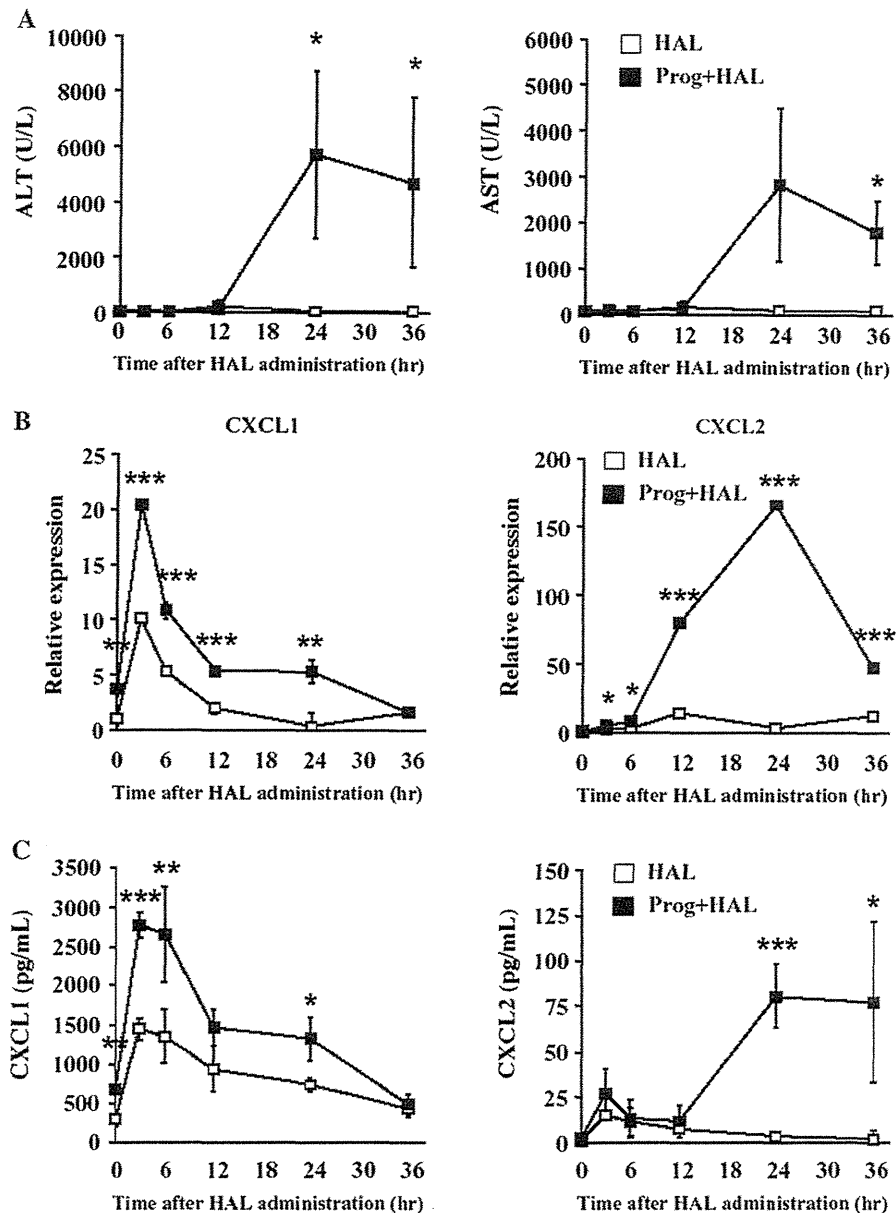 A
ALT (U/L)
10000
8000
6000
4000
2000
0
* *
0 6 12 18 24 30 36
Time after HAL administration (hr)
AST (U/L)
6000
5000
4000
3000
2000
1000
0
HAL
Prog+HAL
*
0 6 12 18 24 30 36
Time after HAL administration (hr)
B
CXCL1
Relative expression
25
20
15
10
5
0
** *** *** *** **
0 6 12 18 24 30 36
Time after HAL administration (hr)
CXCL2
Relative expression
200
150
100
50
0
HAL
Prog+HAL
* * *** *** ***
0 6 12 18 24 30 36
Time after HAL administration (hr)
C
CXCL1 (pg/mL)
3500
3000
2500
2000
1500
1000
500
0
** *** ** *
0 6 12 18 24 30 36
Time after HAL administration (hr)
CXCL2 (pg/mL)
150
125
100
75
50
25
0
HAL
Prog+HAL
*** *
0 6 12 18 24 30 36
Time after HAL administration (hr)